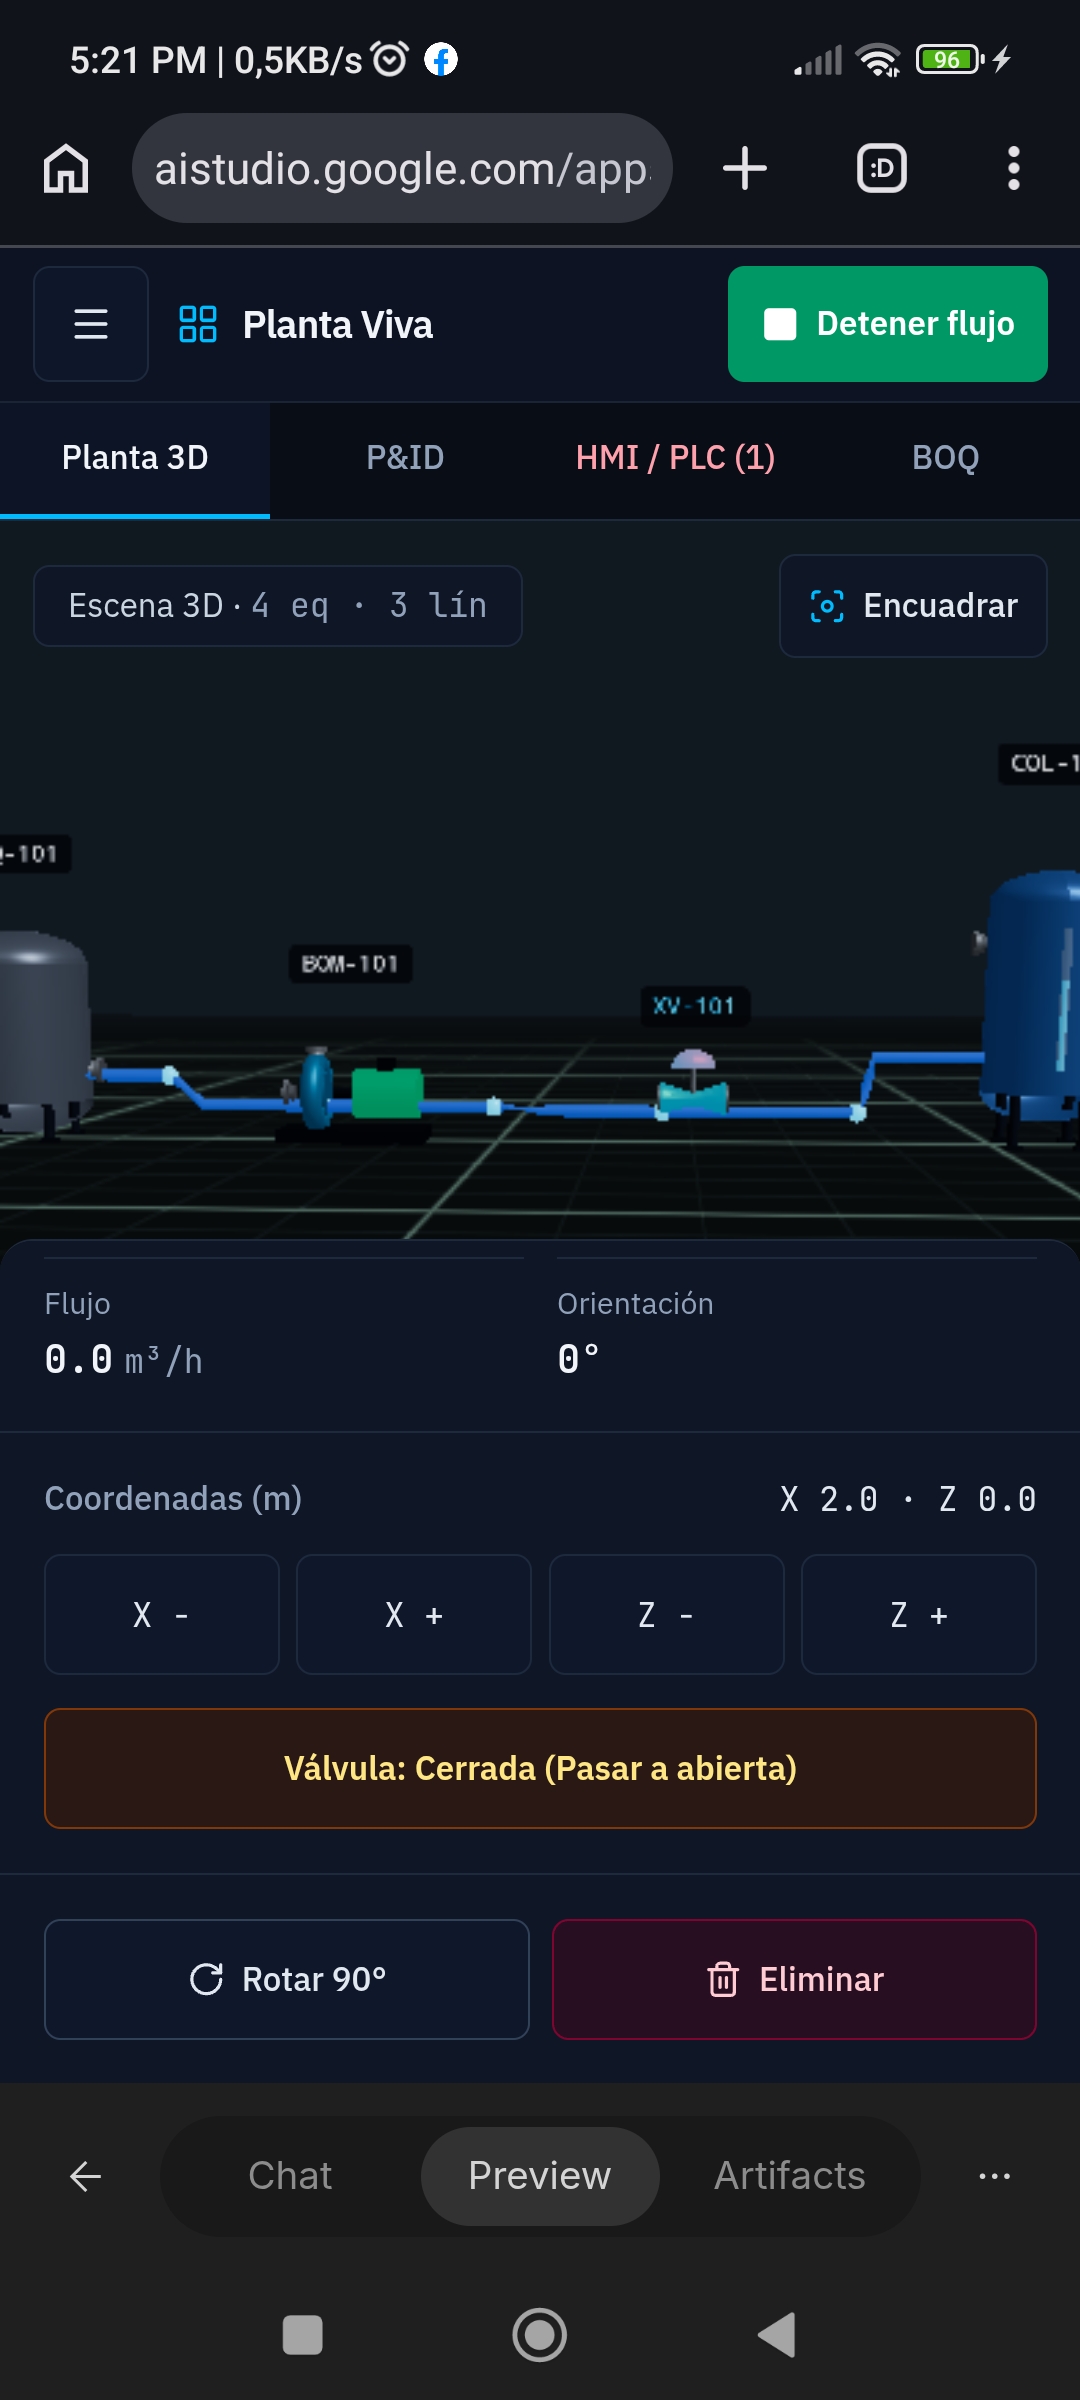 5:21 PM | 0,5KB/s
96
aistudio.google.com/app
:D
Planta Viva
Detener flujo
Planta 3D
P&ID
HMI / PLC (1)
BOQ
Escena 3D · 4 eq · 3 lín
Encuadrar
COL-1
-101
BOM-101
XV-101
Flujo
Orientación
0.0 m³/h
0°
Coordenadas (m)
X 2.0 · Z 0.0
X -
X +
Z -
Z +
Válvula: Cerrada (Pasar a abierta)
Rotar 90°
Eliminar
Chat
Preview
Artifacts